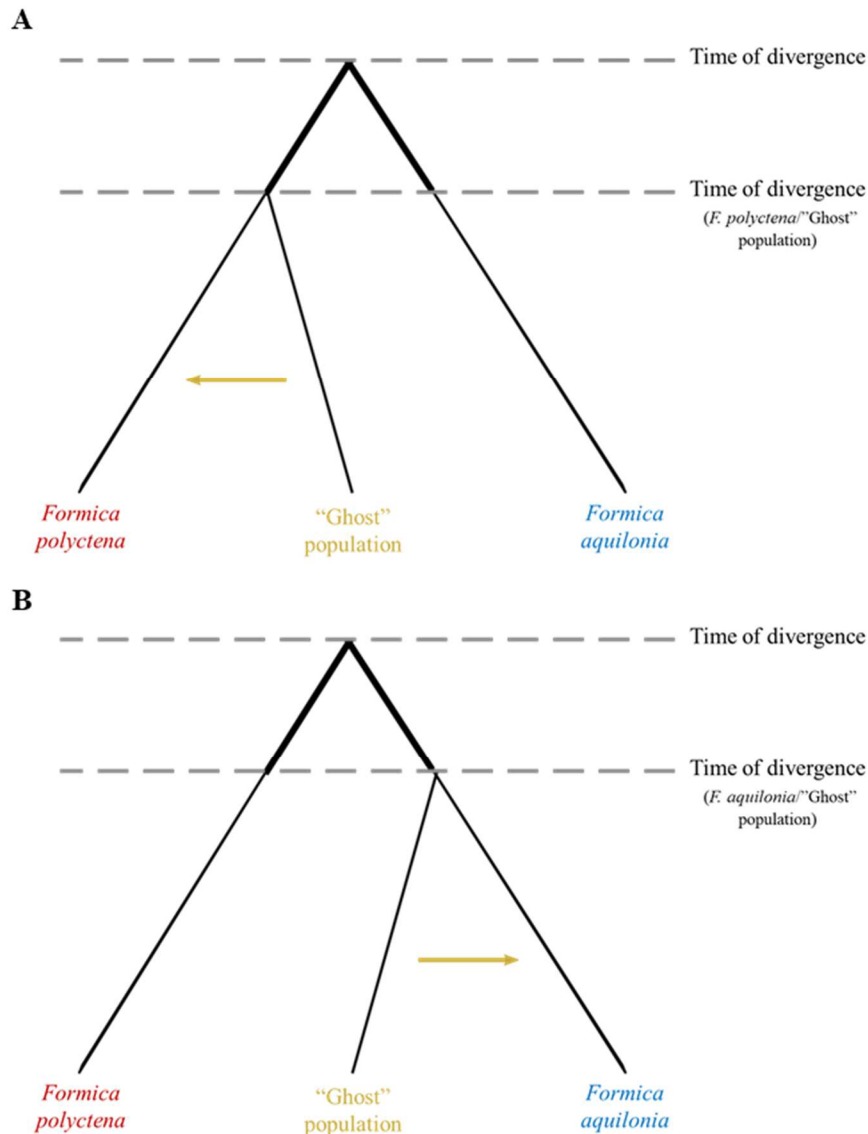 A
Time of divergence
Time of divergence
(F. polyctena/"Ghost"
population)
Formica
polyctena
“Ghost”
population
Formica
aquilonia
B
Time of divergence
Time of divergence
(F. aquilonia/"Ghost"
population)
Formica
polyctena
“Ghost”
population
Formica
aquilonia